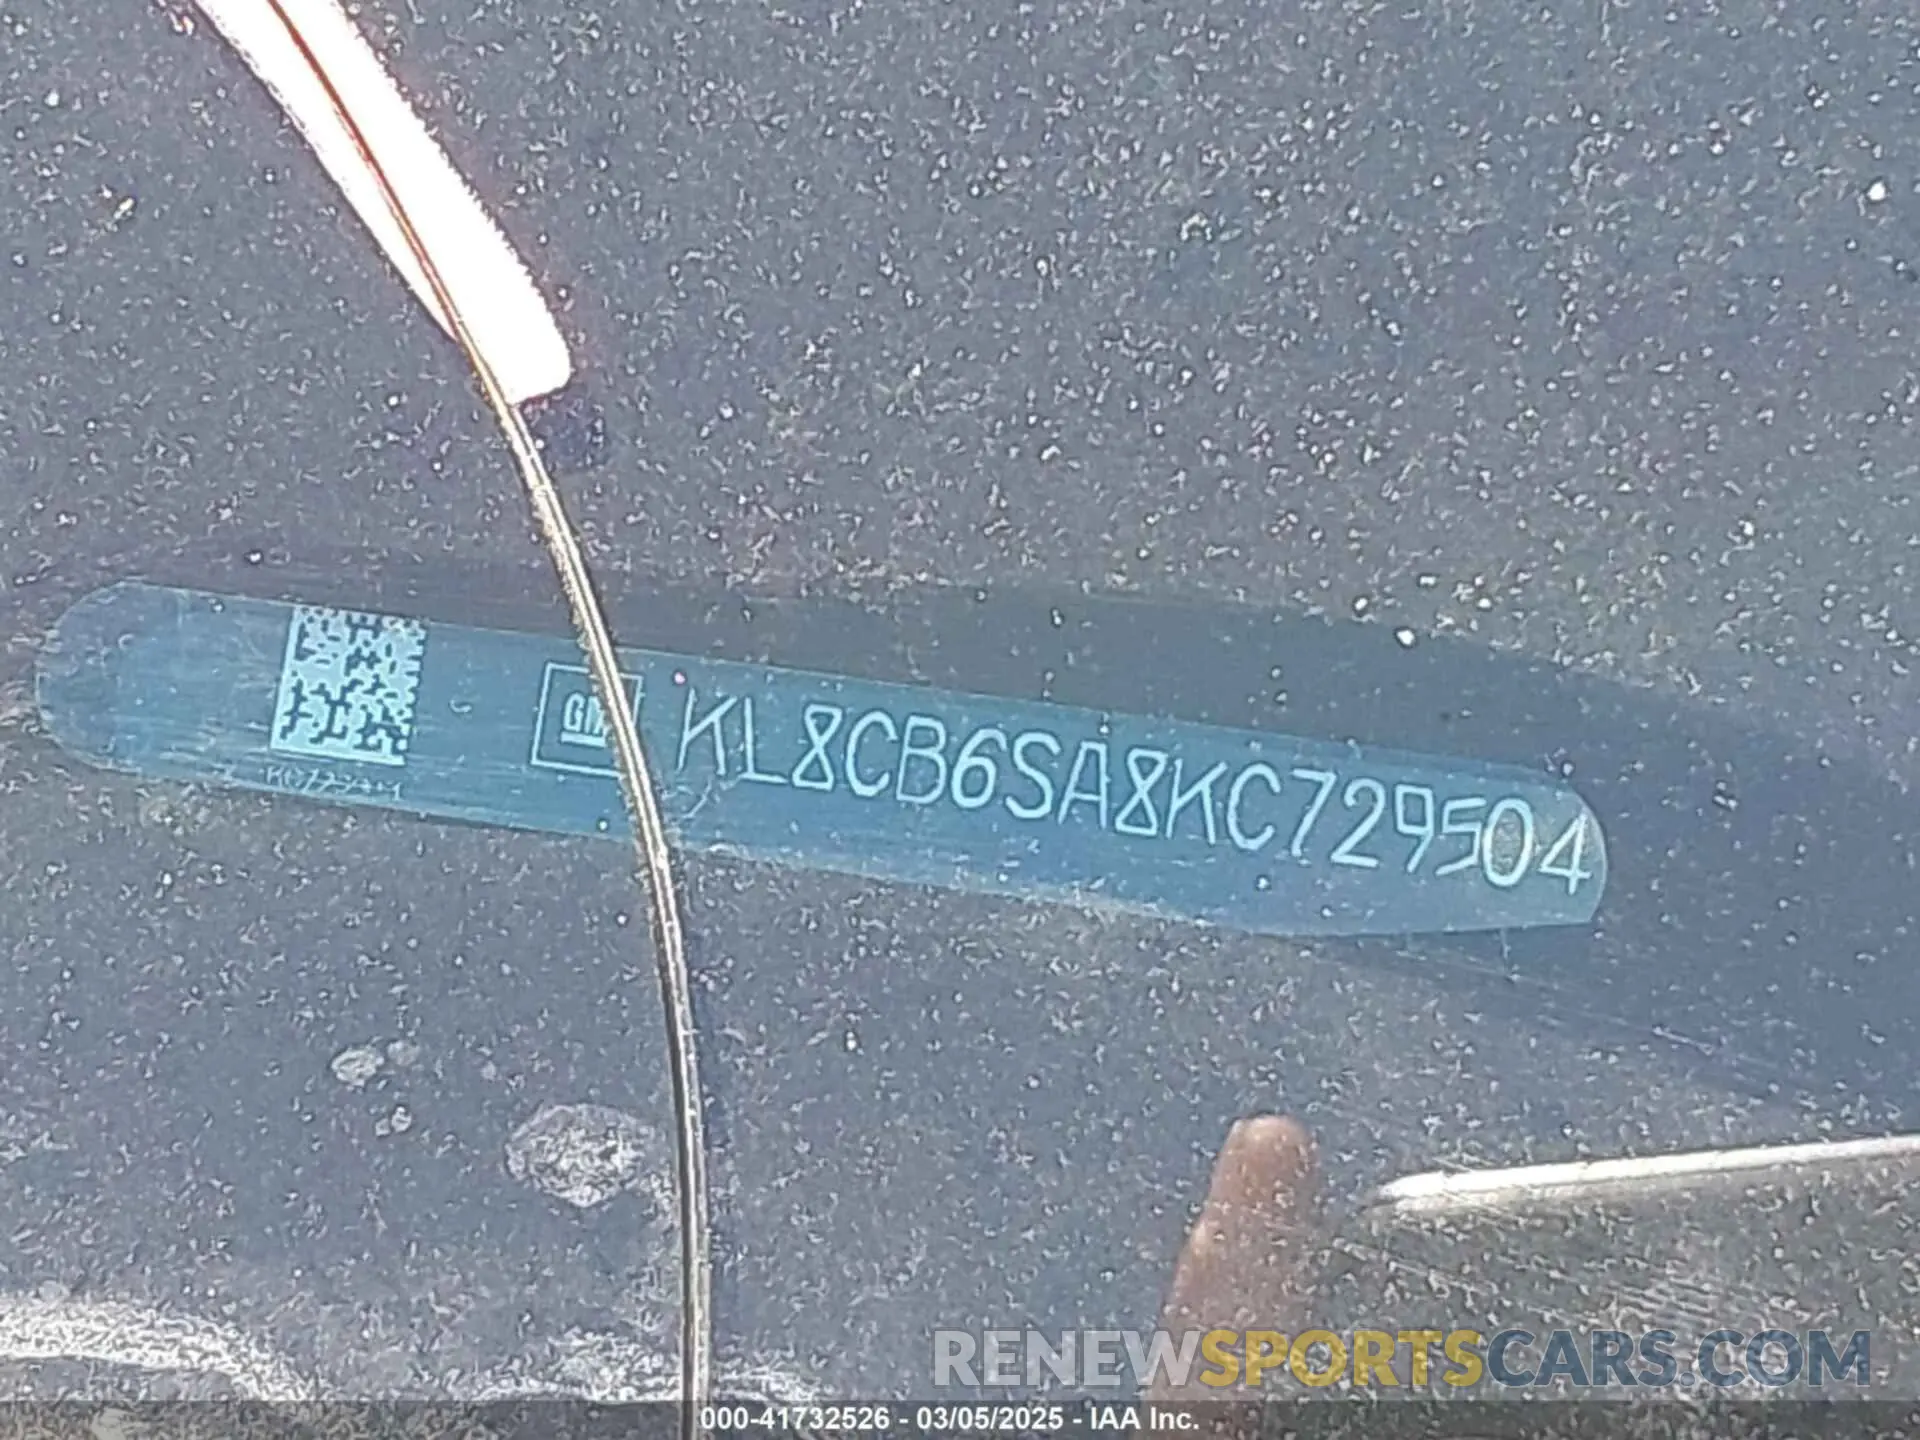 GM KL8CB6SA8KC729504
RENEWSPORTSCARS.COM
000-41732526 - 03/05/2025 - IAA Inc.